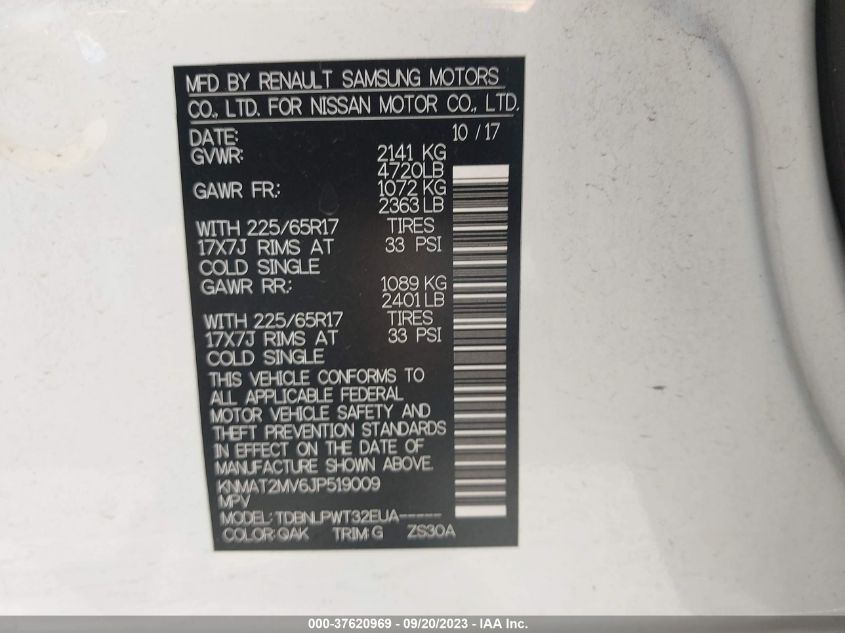 MFD BY RENAULT SAMSUNG MOTORS
CO., LTD. FOR NISSAN MOTOR CO., LTD.
DATE: 10 / 17
GVWR: 2141 KG
4720LB
GAWR FR.: 1072 KG
2363 LB
WITH 225/65R17 TIRES
17X7J RIMS AT 33 PSI
COLD SINGLE
GAWR RR.: 1089 KG
2401 LB
WITH 225/65R17 TIRES
17X7J RIMS AT 33 PSI
COLD SINGLE
THIS VEHICLE CONFORMS TO
ALL APPLICABLE FEDERAL
MOTOR VEHICLE SAFETY AND
THEFT PREVENTION STANDARDS
IN EFFECT ON THE DATE OF
MANUFACTURE SHOWN ABOVE.
KNMAT2MV6JP519009
MPV
MODEL: TDBNLPWT32EUA-----
COLOR:QAK TRIM:G ZS30A
000-37620969 - 09/20/2023 - IAA Inc.